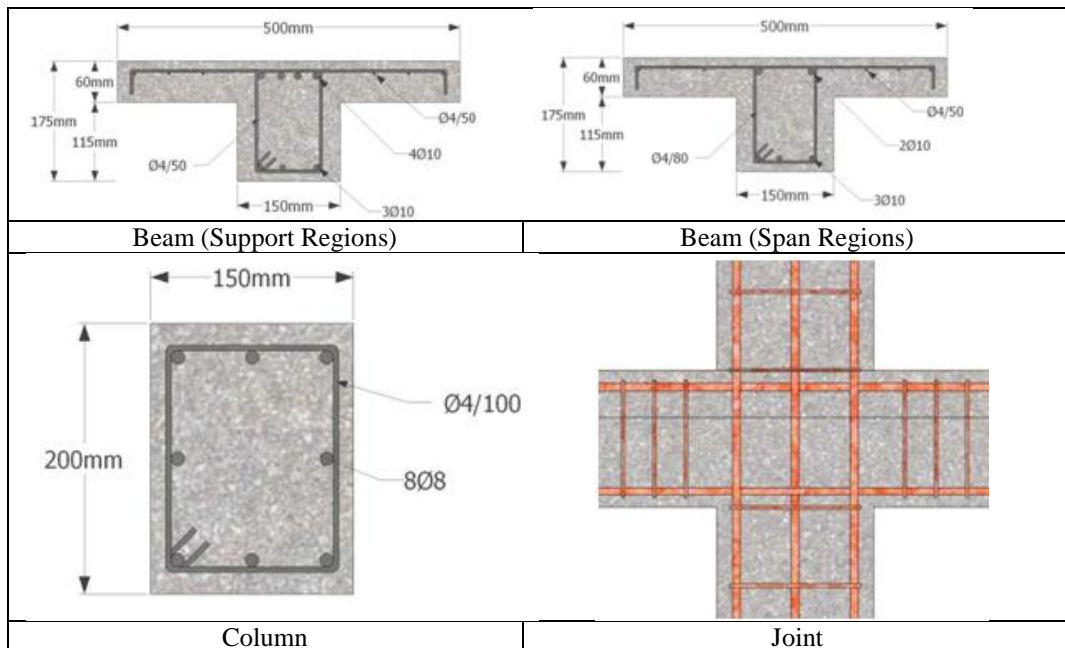 500mm
60mm
175mm
115mm
Ø4/50
Ø4/50
4Ø10
150mm
3Ø10
Beam (Support Regions)
500mm
60mm
175mm
115mm
Ø4/50
Ø4/80
2Ø10
150mm
3Ø10
Beam (Span Regions)
150mm
Ø4/100
200mm
8Ø8
Column
Joint